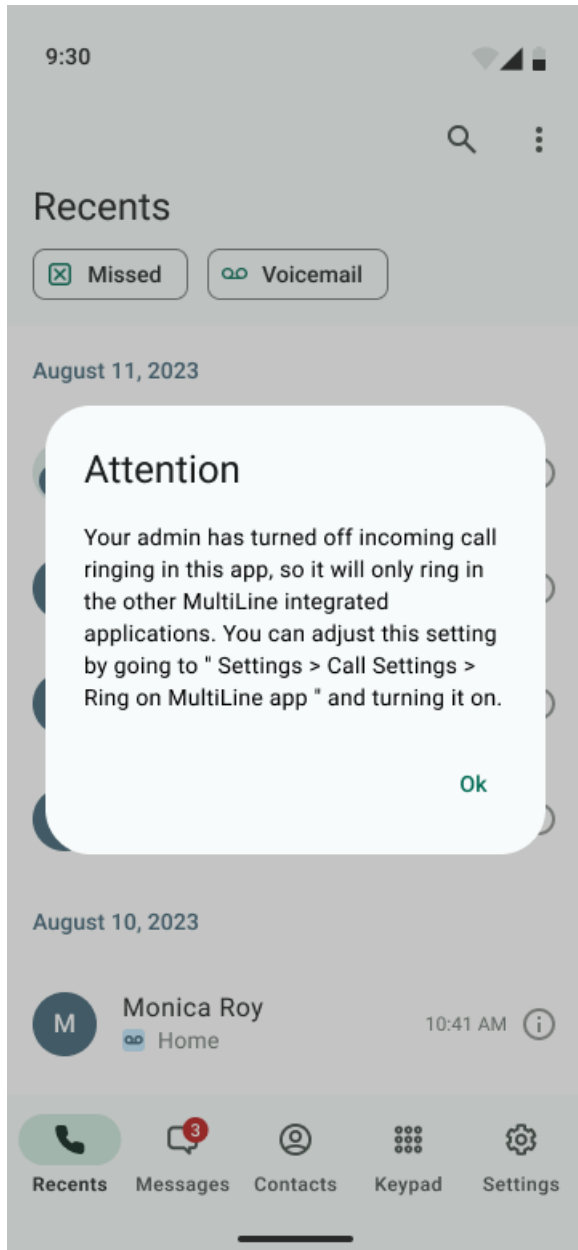 9:30
Recents
Missed
Voicemail
August 11, 2023
Attention
Your admin has turned off incoming call
ringing in this app, so it will only ring in
the other MultiLine integrated
applications. You can adjust this setting
by going to " Settings > Call Settings >
Ring on MultiLine app " and turning it on.
Ok
August 10, 2023
M
Monica Roy
10:41 AM
Home
3
Recents
Messages
Contacts
Keypad
Settings